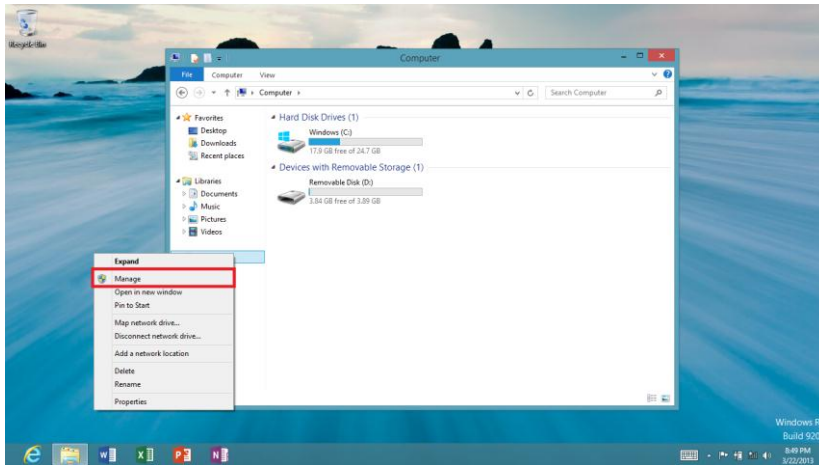 Recycle Bin
Computer
File Computer View
Computer
Search Computer
Favorites
Desktop
Downloads
Recent places
Libraries
Documents
Music
Pictures
Videos
Hard Disk Drives (1)
Windows (C:)
17.9 GB free of 24.7 GB
Devices with Removable Storage (1)
Removable Disk (D:)
3.84 GB free of 3.89 GB
Expand
Manage
Open in new window
Pin to Start
Map network drive...
Disconnect network drive...
Add a network location
Delete
Rename
Properties
Windows R
Build 920
8:49 PM
3/22/2013